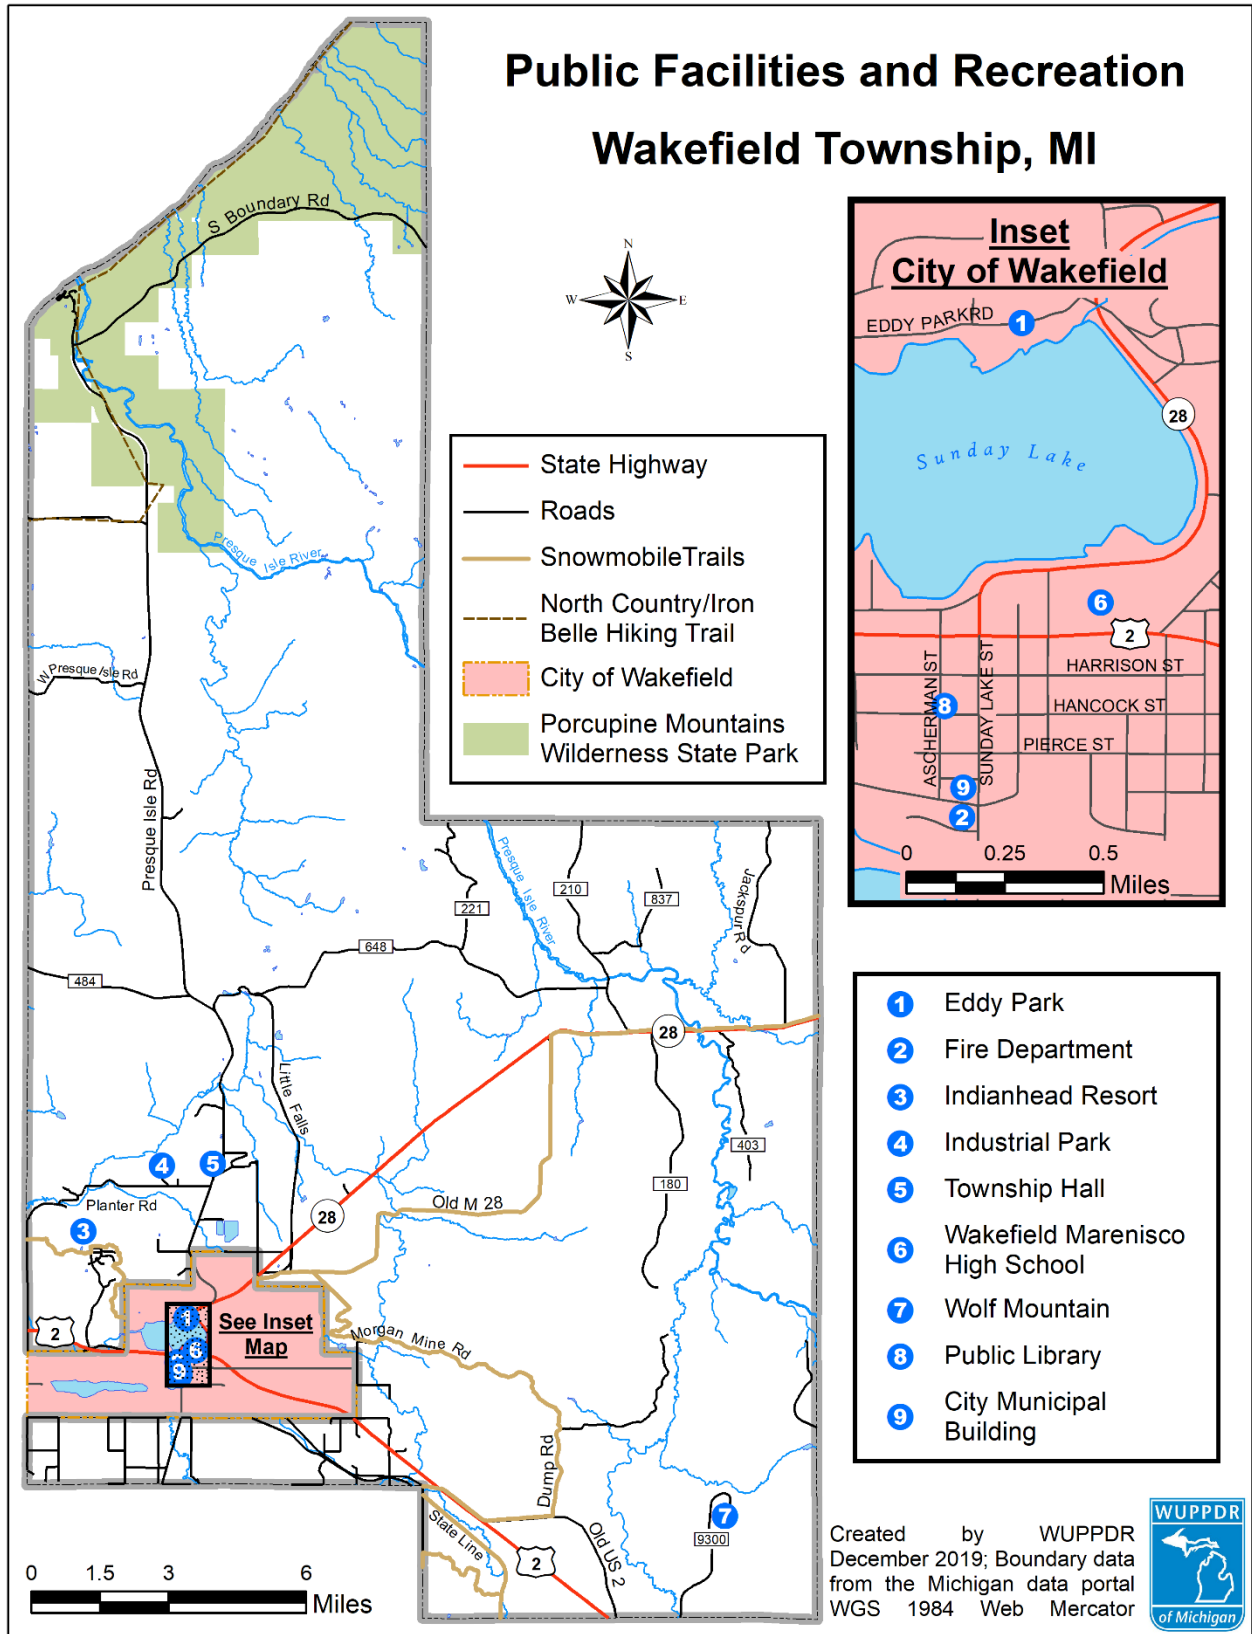 Public Facilities and Recreation
Wakefield Township, MI
S Boundary Rd
N
W
E
S
Inset
City of Wakefield
EDDY PARKRD
1
28
Sunday Lake
6
2
HARRISON ST
HANCOCK ST
PIERCE ST
ASCHERMAN ST
SUNDAY LAKE ST
8
9
2
0 0.25 0.5
Miles
State Highway
Roads
SnowmobileTrails
North Country/Iron
Belle Hiking Trail
City of Wakefield
Porcupine Mountains
Wilderness State Park
Presque Isle River
W Presque Isle Rd
Presque Isle Rd
Presque Isle River
221
210
837
Jackspur Rd
648
484
28
Little Falls
403
180
4
5
Planter Rd
3
Old M 28
28
2
See Inset
Map
1
6
9
Morgan Mine Rd
Dump Rd
State Line
Old US 2
2
7
9300
1 Eddy Park
2 Fire Department
3 Indianhead Resort
4 Industrial Park
5 Township Hall
6 Wakefield Marenisco
High School
7 Wolf Mountain
8 Public Library
9 City Municipal
Building
0 1.5 3 6
Miles
Created by WUPPDR
December 2019; Boundary data
from the Michigan data portal
WGS 1984 Web Mercator
WUPPDR
of Michigan